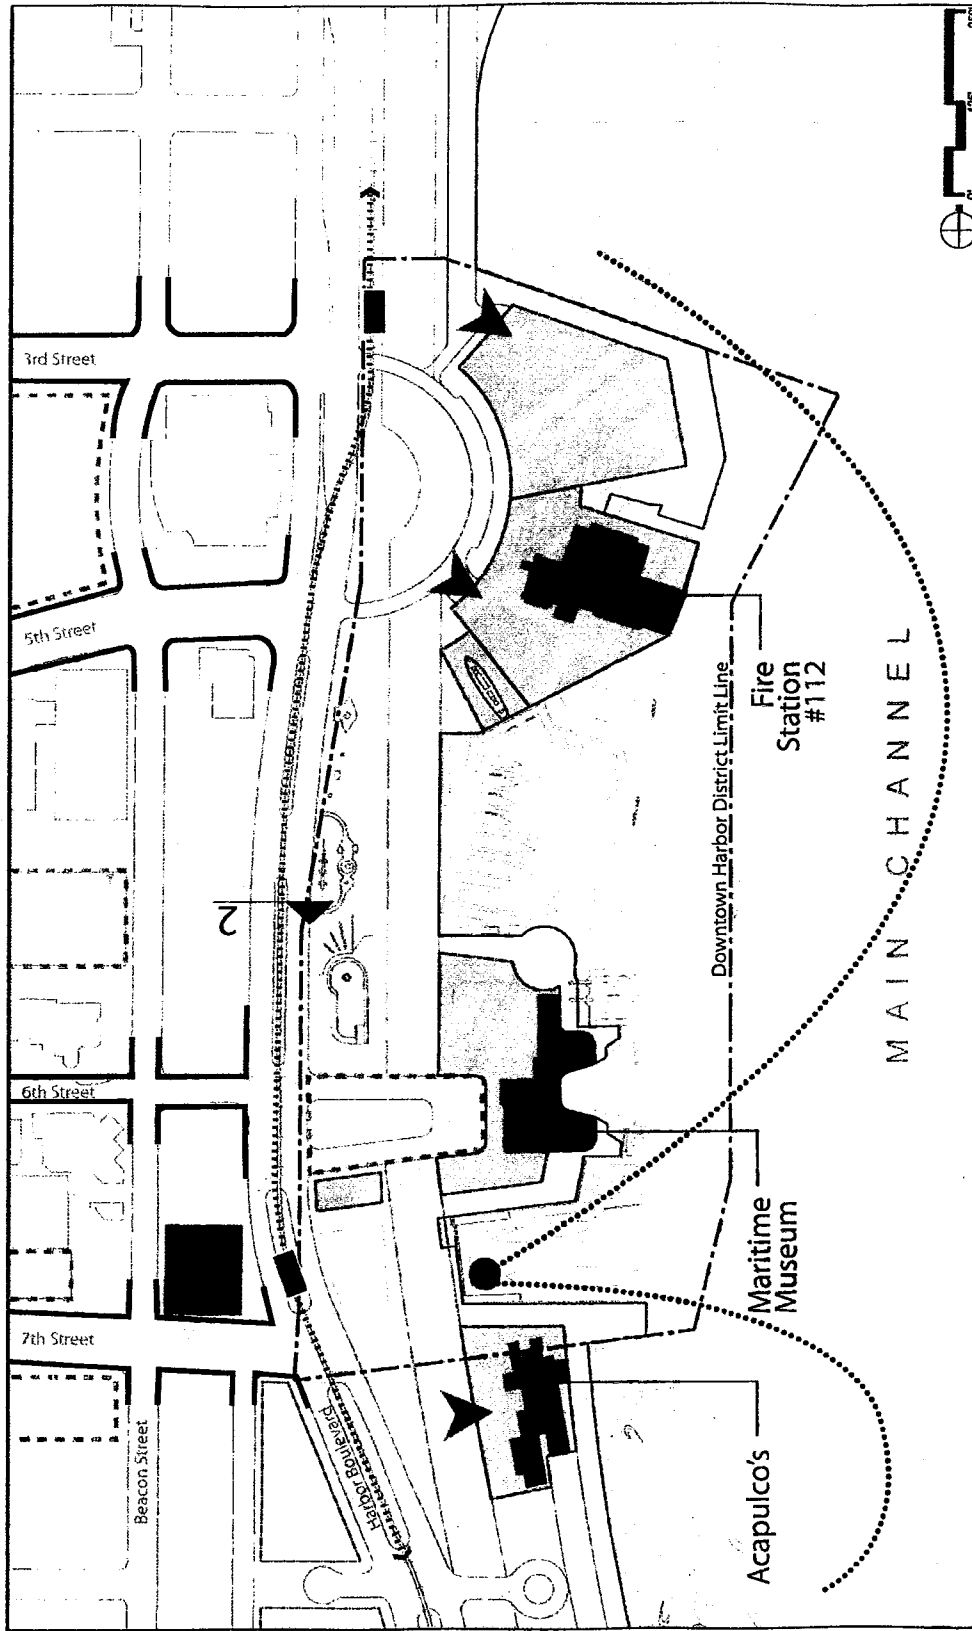 3rd Street
5th Street
6th Street
7th Street
Beacon Street
Harbor Boulevard
2
Downtown Harbor District Limit Line
Fire
Station
#112
MAIN CHANNEL
Maritime
Museum
Acapulco's
0'